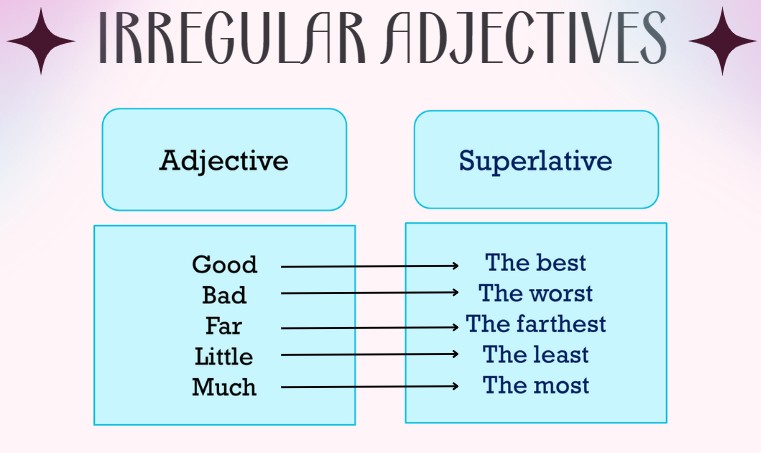 IRREGULAR ADJECTIVES
Adjective
Superlative
Good
Bad
Far
Little
Much
The best
The worst
The farthest
The least
The most